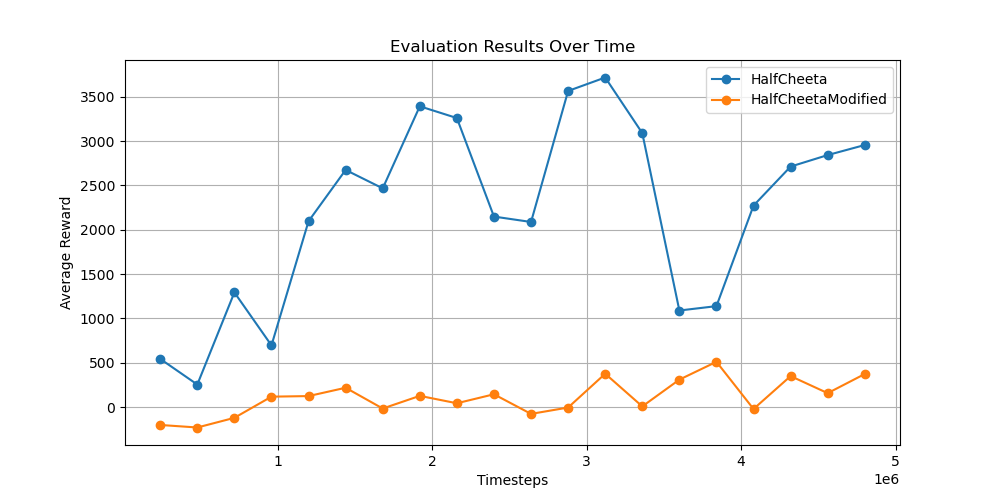 Evaluation Results Over Time
HalfCheeta
HalfCheetaModified
Average Reward
3500
3000
2500
2000
1500
1000
500
0
1 2 3 4 5
1e6
Timesteps